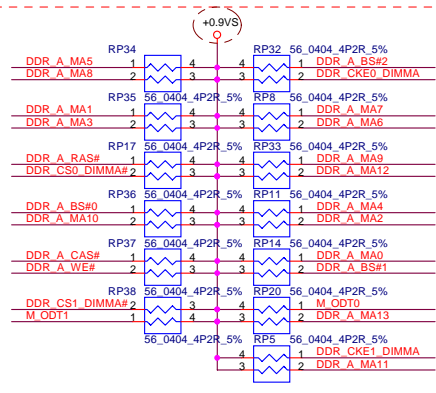 +0.9VS
RP34 RP32 56_0404_4P2R_5%
DDR_A_MA5 1 4 4 1 DDR_A_BS#2
DDR_A_MA8 2 3 3 2 DDR_CKE0_DIMMA
RP35 56_0404_4P2R_5% RP8 56_0404_4P2R_5%
DDR_A_MA1 1 4 4 1 DDR_A_MA7
DDR_A_MA3 2 3 3 2 DDR_A_MA6
RP17 56_0404_4P2R_5% RP33 56_0404_4P2R_5%
DDR_A_RAS# 1 4 4 1 DDR_A_MA9
DDR_CS0_DIMMA# 2 3 3 2 DDR_A_MA12
RP36 56_0404_4P2R_5% RP11 56_0404_4P2R_5%
DDR_A_BS#0 1 4 4 1 DDR_A_MA4
DDR_A_MA10 2 3 3 2 DDR_A_MA2
RP37 56_0404_4P2R_5% RP14 56_0404_4P2R_5%
DDR_A_CAS# 1 4 4 1 DDR_A_MA0
DDR_A_WE# 2 3 3 2 DDR_A_BS#1
RP38 56_0404_4P2R_5% RP20 56_0404_4P2R_5%
DDR_CS1_DIMMA# 2 3 4 1 M_ODT0
M_ODT1 1 4 3 2 DDR_A_MA13
56_0404_4P2R_5% RP5 56_0404_4P2R_5%
4 1 DDR_CKE1_DIMMA
3 2 DDR_A_MA11